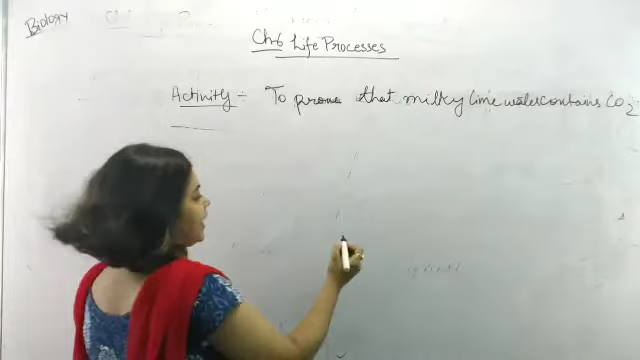 Biology
Ch-6 Life Processes
Activity :- To prove that milky lime water contains CO2